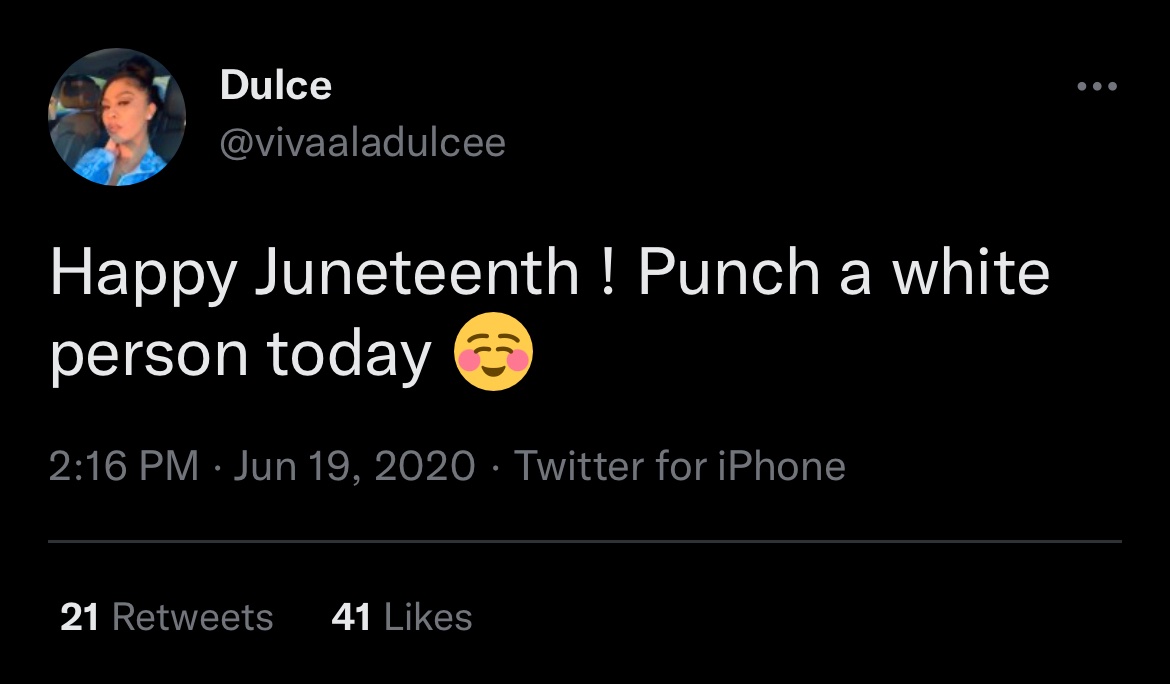 Dulce
@vivaaladulcee
Happy Juneteenth ! Punch a white
person today ☺️
2:16 PM · Jun 19, 2020 · Twitter for iPhone
21 Retweets 41 Likes